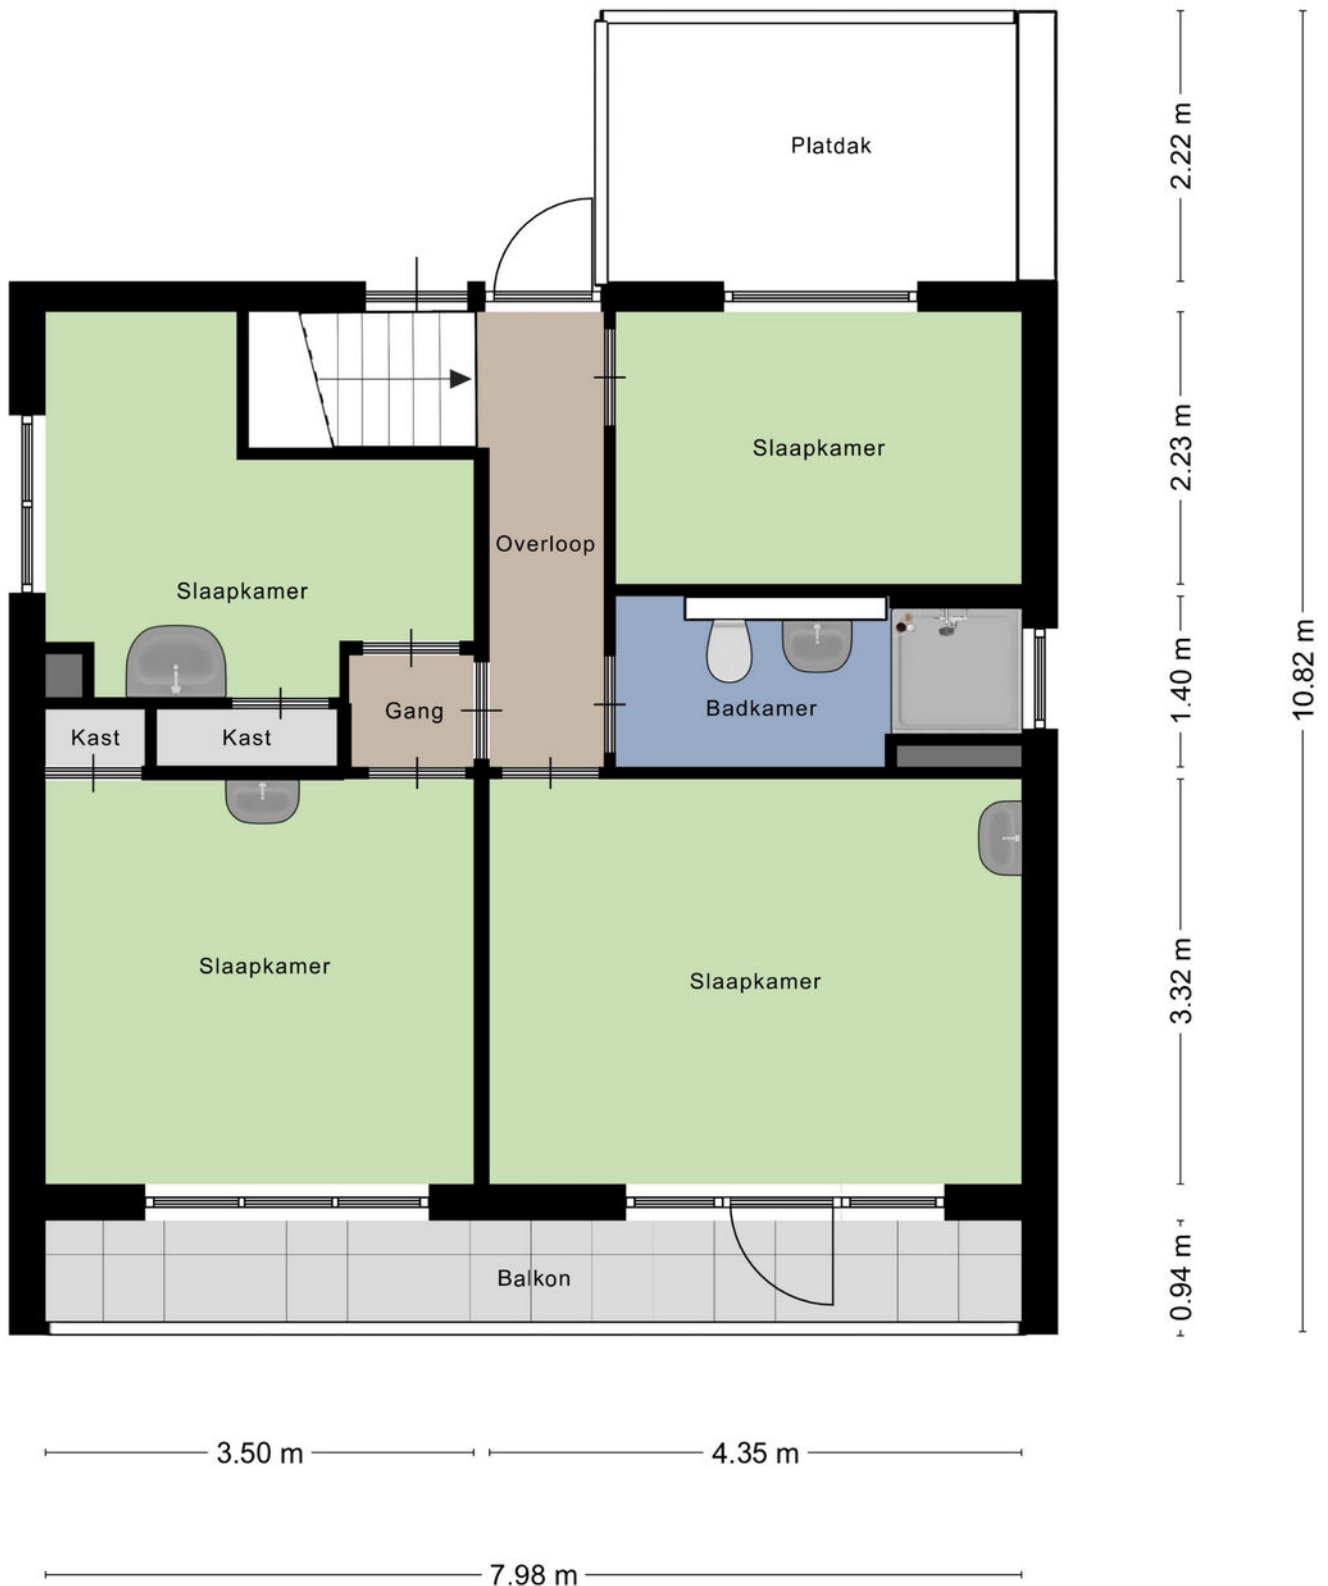 Platdak
2.22 m
Slaapkamer
2.23 m
Overloop
Slaapkamer
10.82 m
1.40 m
Gang
Badkamer
Kast
Kast
Slaapkamer
Slaapkamer
3.32 m
Balkon
0.94 m
3.50 m
4.35 m
7.98 m